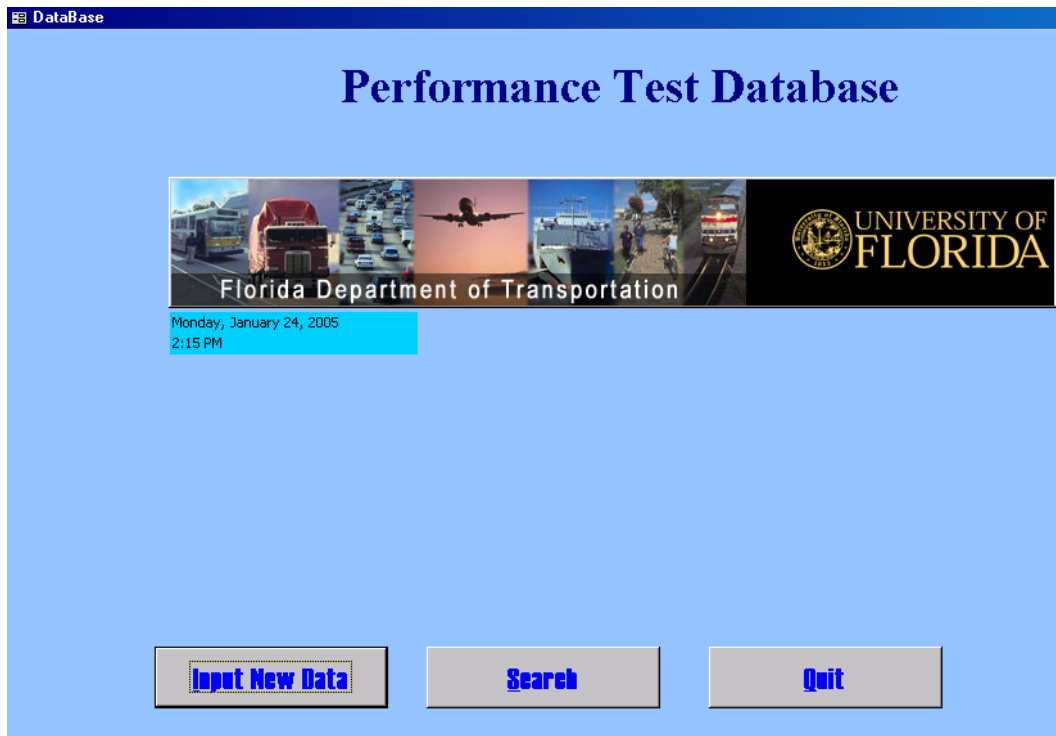 DataBase
Performance Test Database
UNIVERSITY OF
FLORIDA
Florida Department of Transportation
Monday, January 24, 2005
2:15 PM
Input New Data
Search
Quit